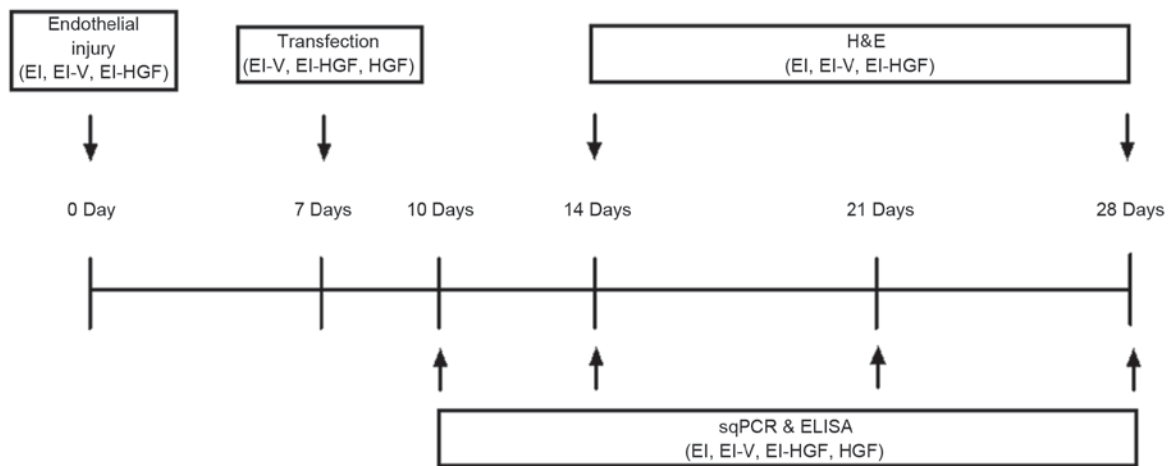 Endothelial
injury
(EI, EI-V, EI-HGF)
Transfection
(EI-V, EI-HGF, HGF)
H&E
(EI, EI-V, EI-HGF)
0 Day
7 Days
10 Days
14 Days
21 Days
28 Days
sqPCR & ELISA
(EI, EI-V, EI-HGF, HGF)